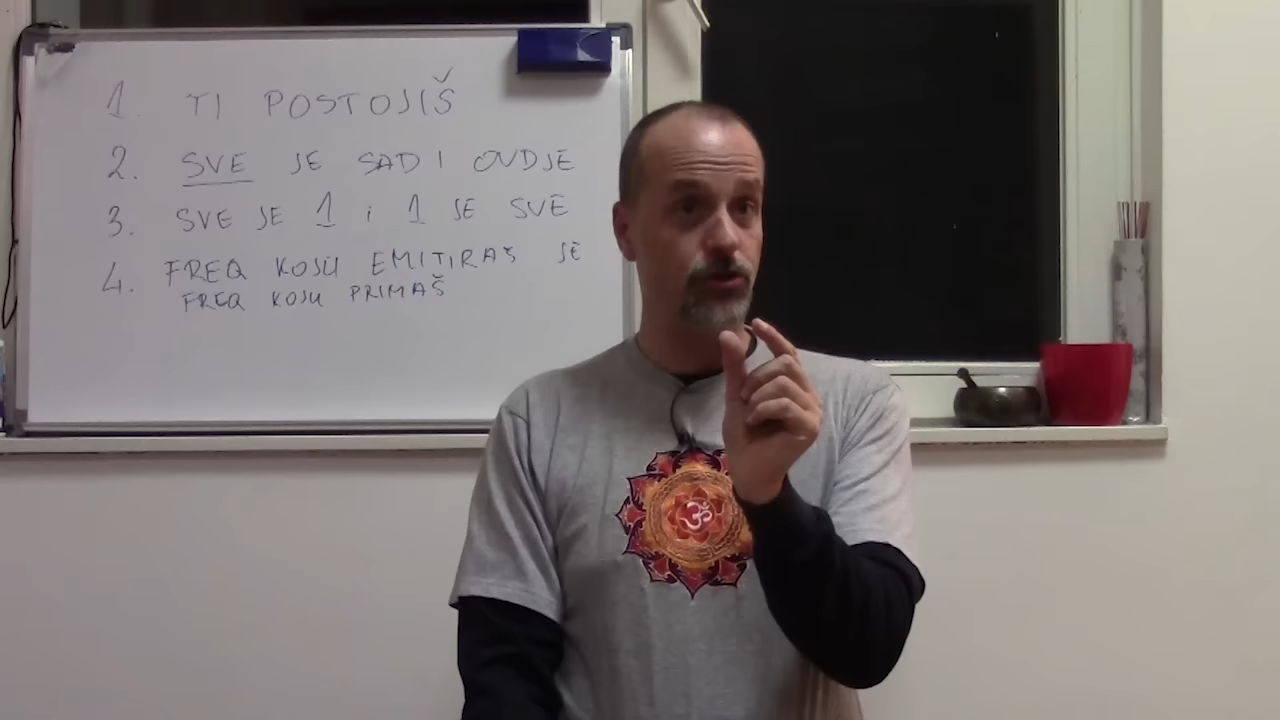 1. TI POSTOJIŠ
2. SVE JE SAD I OVDJE
3. SVE JE 1 i 1 JE SVE
4. FREQ KOJU EMITIRAŠ JE
FREQ KOJU PRIMAŠ
ॐ